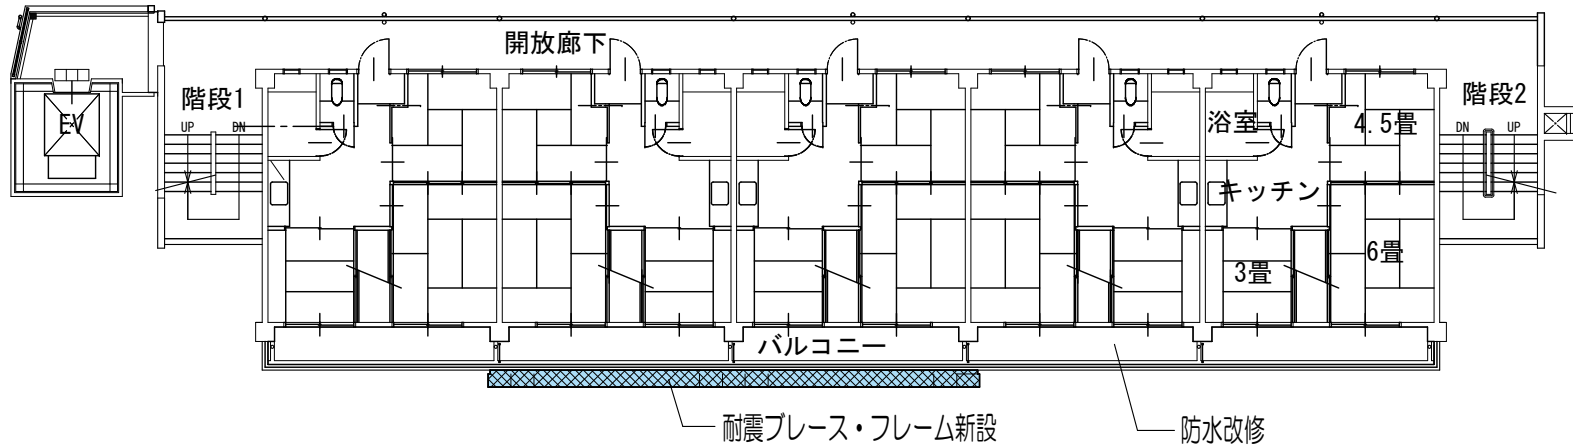 開放廊下
階段1
階段2
EV
UP
DN
浴室
4.5畳
DN
UP
キッチン
6畳
3畳
バルコニー
耐震ブレース・フレーム新設
防水改修